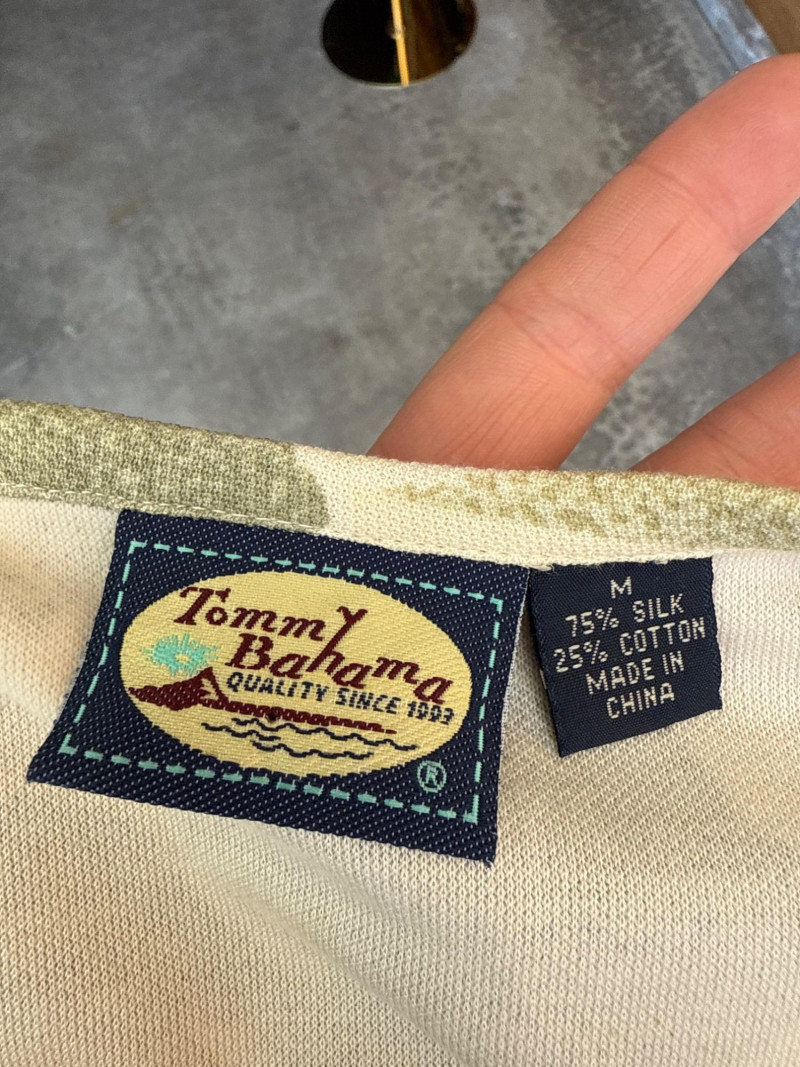 Tommy
Bahama
QUALITY SINCE 1993
®
M
75% SILK
25% COTTON
MADE IN
CHINA